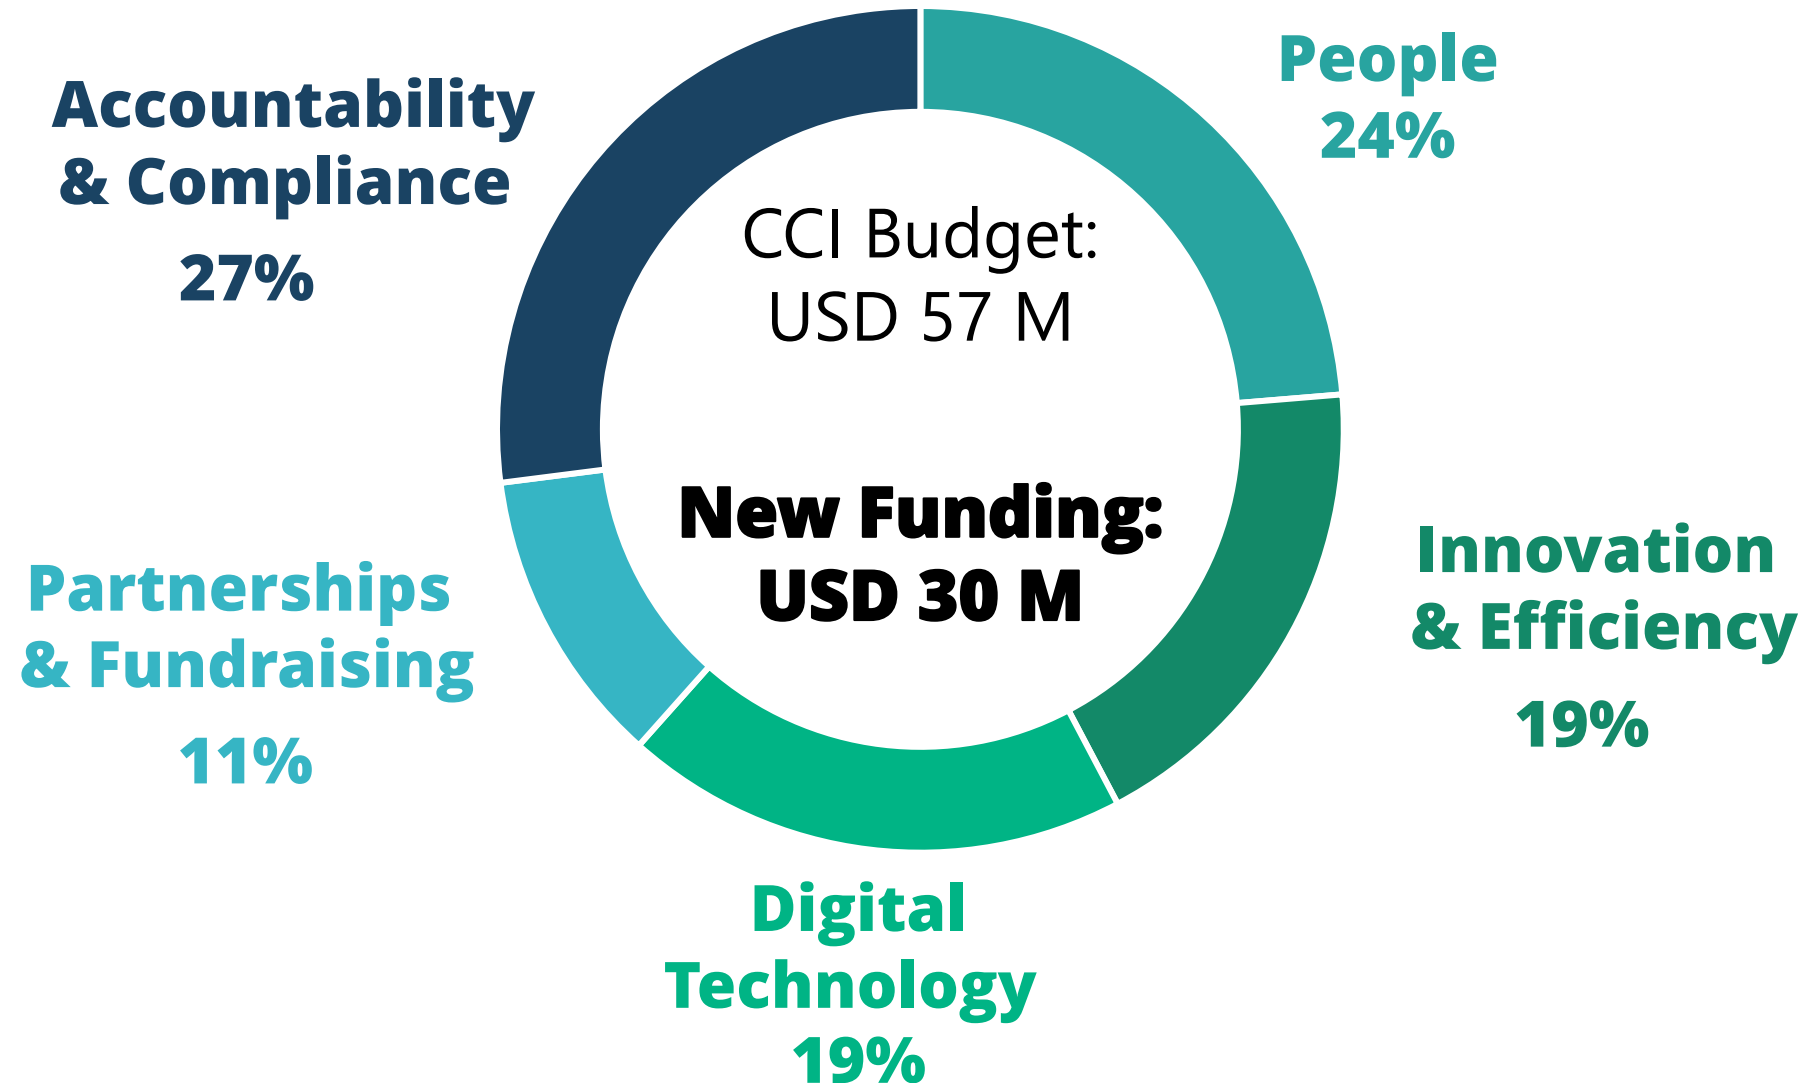 Accountability
& Compliance
27%
People
24%
CCI Budget:
USD 57 M
New Funding:
USD 30 M
Innovation
& Efficiency
19%
Partnerships
& Fundraising
11%
Digital
Technology
19%